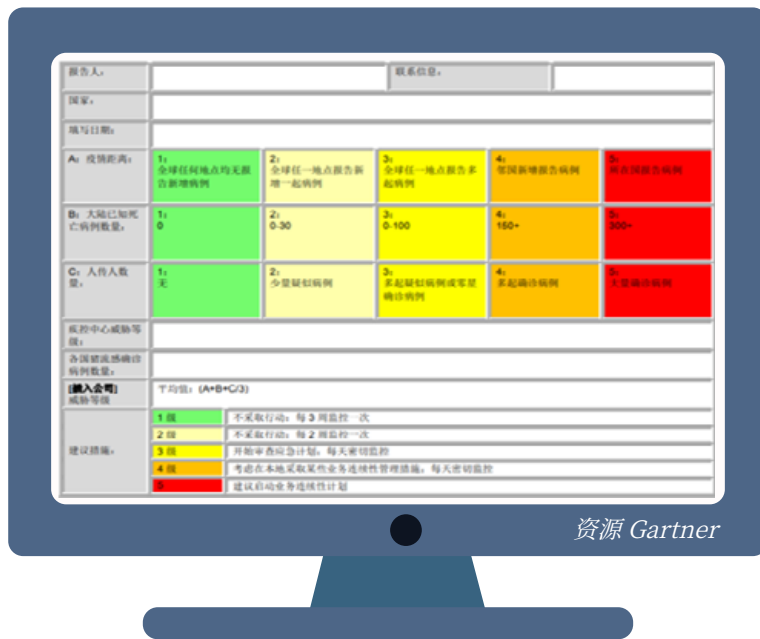 报告人:
联系信息:
国家:
填写日期:
A: 疫情距离:
1:
全球任何地点均无报
告新增病例
2:
全球任一地点报告新
增一起病例
3:
全球任一地点报告多
起病例
4:
邻国新增报告病例
5:
所在国报告病例
B: 大陆已知死
亡病例数量:
1:
0
2:
0-30
3:
0-100
4:
150+
5:
300+
C: 人传人数
量:
1:
无
2:
少量疑似病例
3:
多起疑似病例或零星
确诊病例
4:
多起确诊病例
5:
大量确诊病例
疾控中心威胁等
级:
各国猪流感确诊
病例数量:
[插入公司]
威胁等级
平均值: (A+B+C/3)
建议措施:
1 级
不采取行动: 每 3 周监控一次
2 级
不采取行动: 每 2 周监控一次
3 级
开始审查应急计划: 每天密切监控
4 级
考虑在本地采取某些业务连续性管理措施: 每天密切监控
5
建议启动业务连续性计划
资源 Gartner